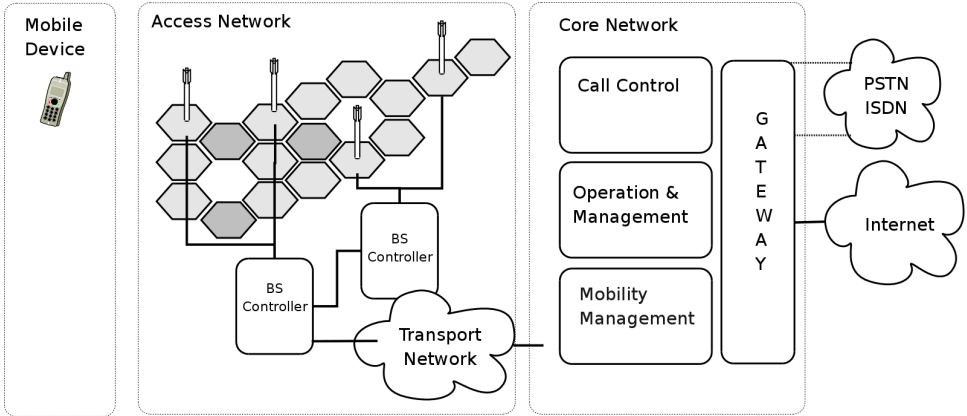 Mobile
Device
Access Network
BS
Controller
BS
Controller
Transport
Network
Core Network
Call Control
Operation &
Management
Mobility
Management
G
A
T
E
W
A
Y
PSTN
ISDN
Internet